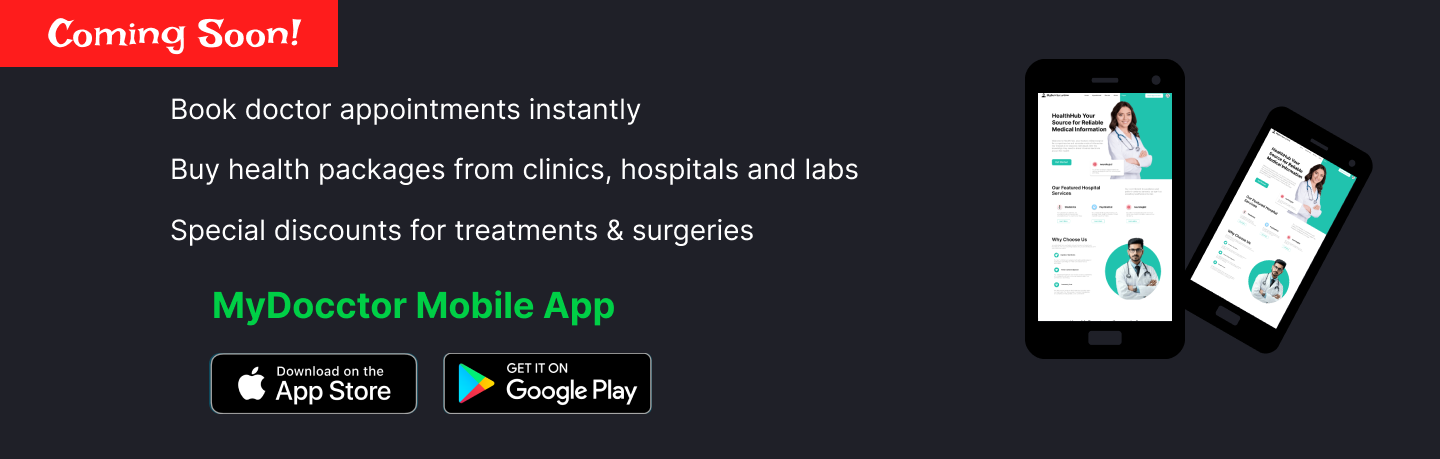 Coming Soon!
Book doctor appointments instantly
Buy health packages from clinics, hospitals and labs
Special discounts for treatments & surgeries
MyDocctor Mobile App
Download on the
App Store
GET IT ON
Google Play
HealthHub Your
Source for Reliable
Medical Information
Our Featured Hospital
Services
Why Choose Us
HealthHub Your
Source for Reliable
Medical Information
Our Featured Hospital
Services
Why Choose Us